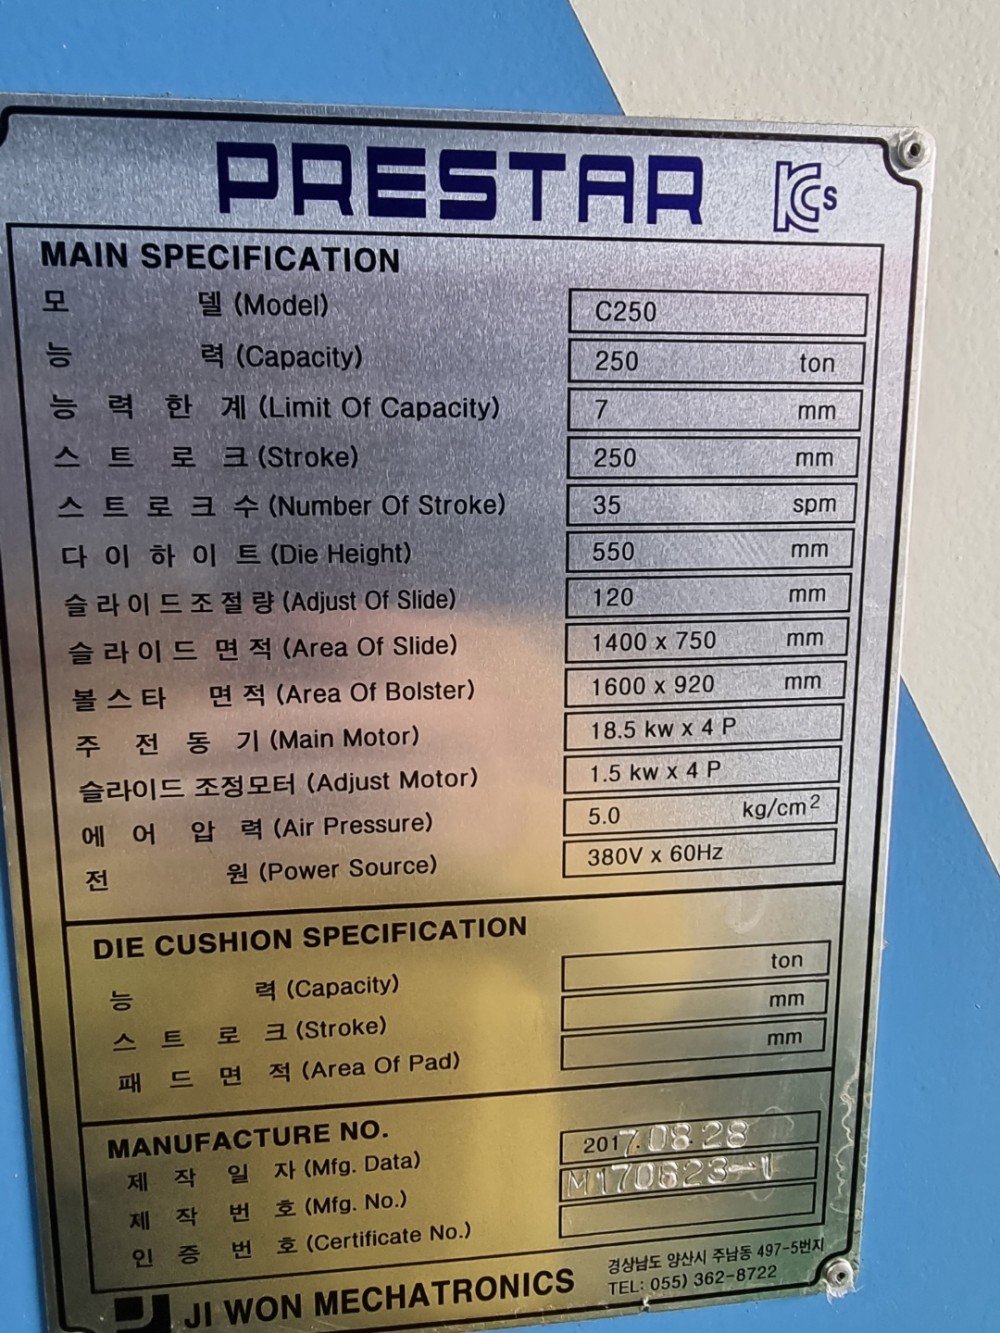 PRESTAR KCs
MAIN SPECIFICATION
모 델 (Model) C250
능 력 (Capacity) 250 ton
능 력 한 계 (Limit Of Capacity) 7 mm
스 트 로 크 (Stroke) 250 mm
스 트 로 크 수 (Number Of Stroke) 35 spm
다 이 하 이 트 (Die Height) 550 mm
슬 라 이 드 조 절 량 (Adjust Of Slide) 120 mm
슬 라 이 드 면 적 (Area Of Slide) 1400 x 750 mm
볼 스 타 면 적 (Area Of Bolster) 1600 x 920 mm
주 전 동 기 (Main Motor) 18.5 kw x 4 P
슬라이드 조정모터 (Adjust Motor) 1.5 kw x 4 P
에 어 압 력 (Air Pressure) 5.0 kg/cm²
전 원 (Power Source) 380V x 60Hz
DIE CUSHION SPECIFICATION
능 력 (Capacity) ton
스 트 로 크 (Stroke) mm
패 드 면 적 (Area Of Pad) mm
MANUFACTURE NO.
제 작 일 자 (Mfg. Data) 2017.08.28
제 작 번 호 (Mfg. No.) M170823-1
인 증 번 호 (Certificate No.)
JI WON MECHATRONICS
경상남도 양산시 주남동 497-5번지
TEL: 055) 362-8722